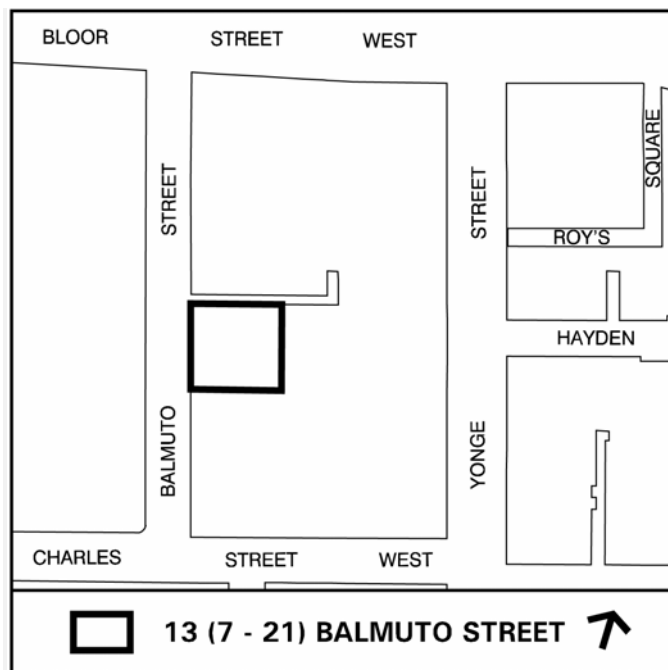 BLOOR STREET WEST
STREET
STREET
SQUARE
ROY'S
HAYDEN
BALMUTO
YONGE
CHARLES STREET WEST
13 (7 - 21) BALMUTO STREET